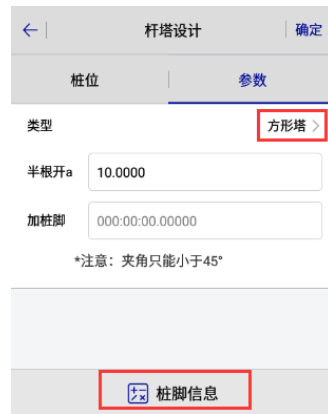 杆塔设计 确定
桩位 参数
类型 方形塔
半根开a 10.0000
加桩脚 000:00:00.00000
*注意：夹角只能小于45°
桩脚信息